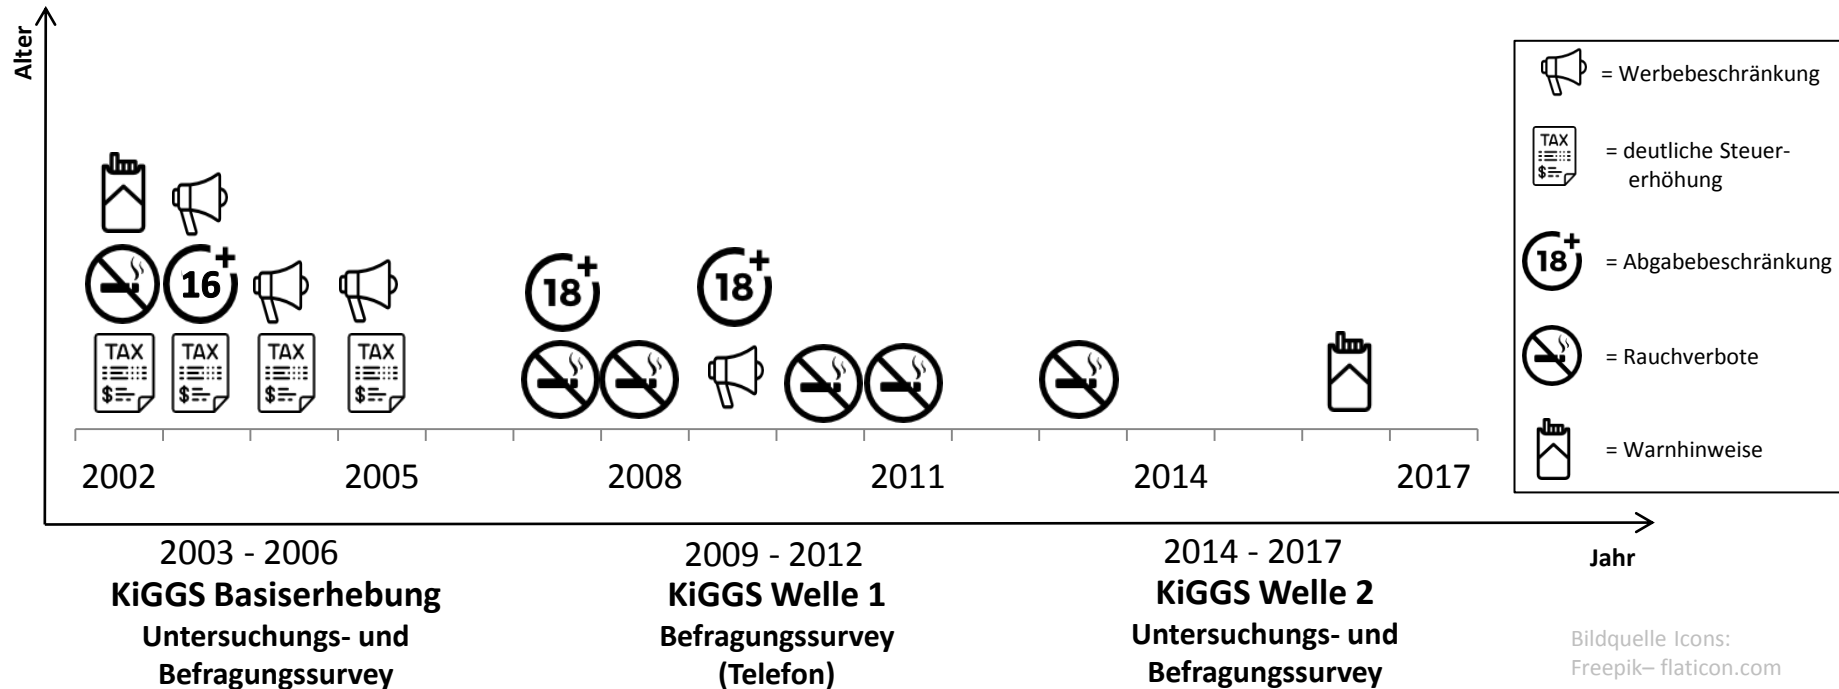 Alter
= Werbebeschränkung
TAX
$
= deutliche Steuer-
erhöhung
18+
= Abgabebeschränkung
= Rauchverbote
= Warnhinweise
16+
18+
18+
TAX
$
TAX
$
TAX
$
TAX
$
2002
2005
2008
2011
2014
2017
Jahr
2003 - 2006
KiGGS Basiserhebung
Untersuchungs- und
Befragungssurvey
2009 - 2012
KiGGS Welle 1
Befragungssurvey
(Telefon)
2014 - 2017
KiGGS Welle 2
Untersuchungs- und
Befragungssurvey
Bildquelle Icons:
Freepik– flaticon.com